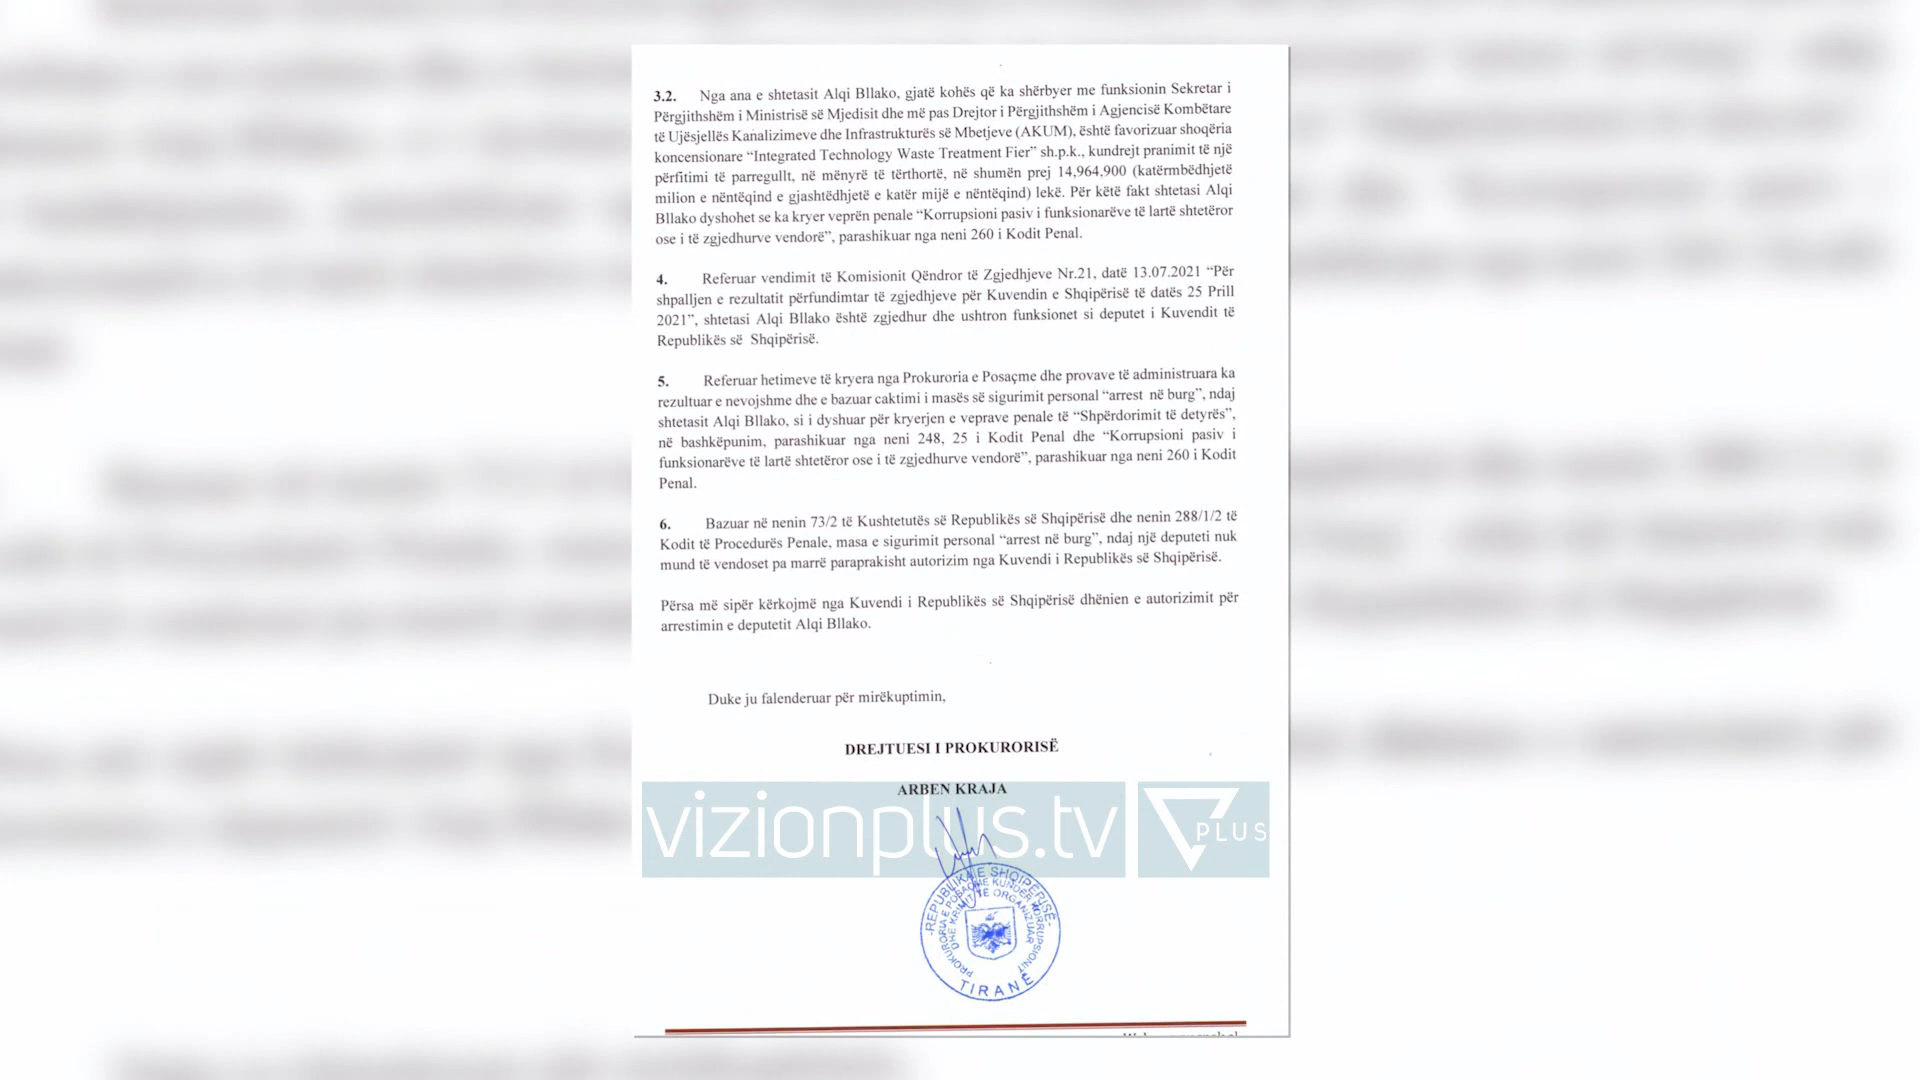 3.2. Nga ana e shtetasit Alqi Bllako, gjatë kohës që ka shërbyer me funksionin Sekretar i
Përgjithshëm i Ministrisë së Mjedisit dhe më pas Drejtor i Përgjithshëm i Agjencisë Kombëtare
të Ujësjellës Kanalizimeve dhe Infrastrukturës së Mbetjeve (AKUM), është favorizuar shoqëria
koncensionare “Integrated Technology Waste Treatment Fier” sh.p.k., kundrejt pranimit të një
përfitimi të parregullt, në mënyrë të tërthortë, në shumën prej 14,964,900 (katërmbëdhjetë
milion e nëntëqind e gjashtëdhjetë e katër mijë e nëntëqind) lekë. Për këtë fakt shtetasi Alqi
Bllako dyshohet se ka kryer veprën penale “Korrupsioni pasiv i funksionarëve të lartë shtetëror
ose i të zgjedhurve vendorë”, parashikuar nga neni 260 i Kodit Penal.
4. Referuar vendimit të Komisionit Qëndror të Zgjedhjeve Nr.21, datë 13.07.2021 “Për
shpalljen e rezultatit përfundimtar të zgjedhjeve për Kuvendin e Shqipërisë të datës 25 Prill
2021”, shtetasi Alqi Bllako është zgjedhur dhe ushtron funksionet si deputet i Kuvendit të
Republikës së Shqipërisë.
5. Referuar hetimeve të kryera nga Prokuroria e Posaçme dhe provave të administruara ka
rezultuar e nevojshme dhe e bazuar caktimi i masës së sigurimit personal “arrest në burg”, ndaj
shtetasit Alqi Bllako, si i dyshuar për kryerjen e veprave penale të “Shpërdorimit të detyrës”,
në bashkëpunim, parashikuar nga neni 248, 25 i Kodit Penal dhe “Korrupsioni pasiv i
funksionarëve të lartë shtetëror ose i të zgjedhurve vendorë”, parashikuar nga neni 260 i Kodit
Penal.
6. Bazuar në nenin 73/2 të Kushtetutës së Republikës së Shqipërisë dhe nenin 288/1/2 të
Kodit të Procedurës Penale, masa e sigurimit personal “arrest në burg”, ndaj një deputeti nuk
mund të vendoset pa marrë paraprakisht autorizim nga Kuvendi i Republikës së Shqipërisë.
Përsa më sipër kërkojmë nga Kuvendi i Republikës së Shqipërisë dhënien e autorizimit për
arrestimin e deputetit Alqi Bllako.
Duke ju falenderuar për mirëkuptimin,
DREJTUESI I PROKURORISË
ARBEN KRAJA
vizionplus.tv
PLUS
-REPUBLIKA E SHQIPËRISË-
PROKURORIA E POSAÇME KUNDËR KORRUPSIONIT
DHE KRIMIT TË ORGANIZUAR
TIRANË